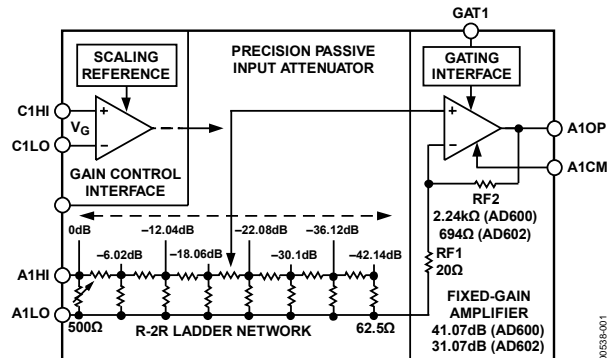 GAT1
SCALING
REFERENCE
PRECISION PASSIVE
INPUT ATTENUATOR
GATING
INTERFACE
C1HI
+
VG
C1LO
–
GAIN CONTROL
INTERFACE
+
–
A1OP
A1CM
RF2
2.24kΩ (AD600)
694Ω (AD602)
RF1
20Ω
0dB
–12.04dB
–22.08dB
–36.12dB
–6.02dB
–18.06dB
–30.1dB
–42.14dB
A1HI
A1LO
500Ω
R-2R LADDER NETWORK
62.5Ω
FIXED-GAIN
AMPLIFIER
41.07dB (AD600)
31.07dB (AD602)
00538-001